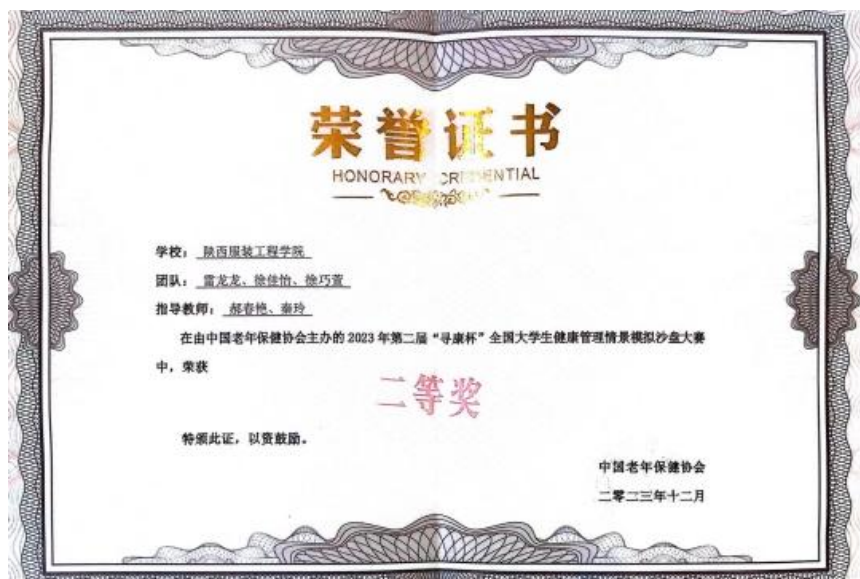 荣誉证书
HONORARY CREDENTIAL
学校：陕西服装工程学院
团队：雷龙龙、徐佳怡、徐巧萱
指导教师：郝春艳、秦玲
在由中国老年保健协会主办的 2023 年第二届“寻康杯”全国大学生健康管理情景模拟沙盘大赛
中，荣获
二等奖
特颁此证，以资鼓励。
中国老年保健协会
二零二三年十二月